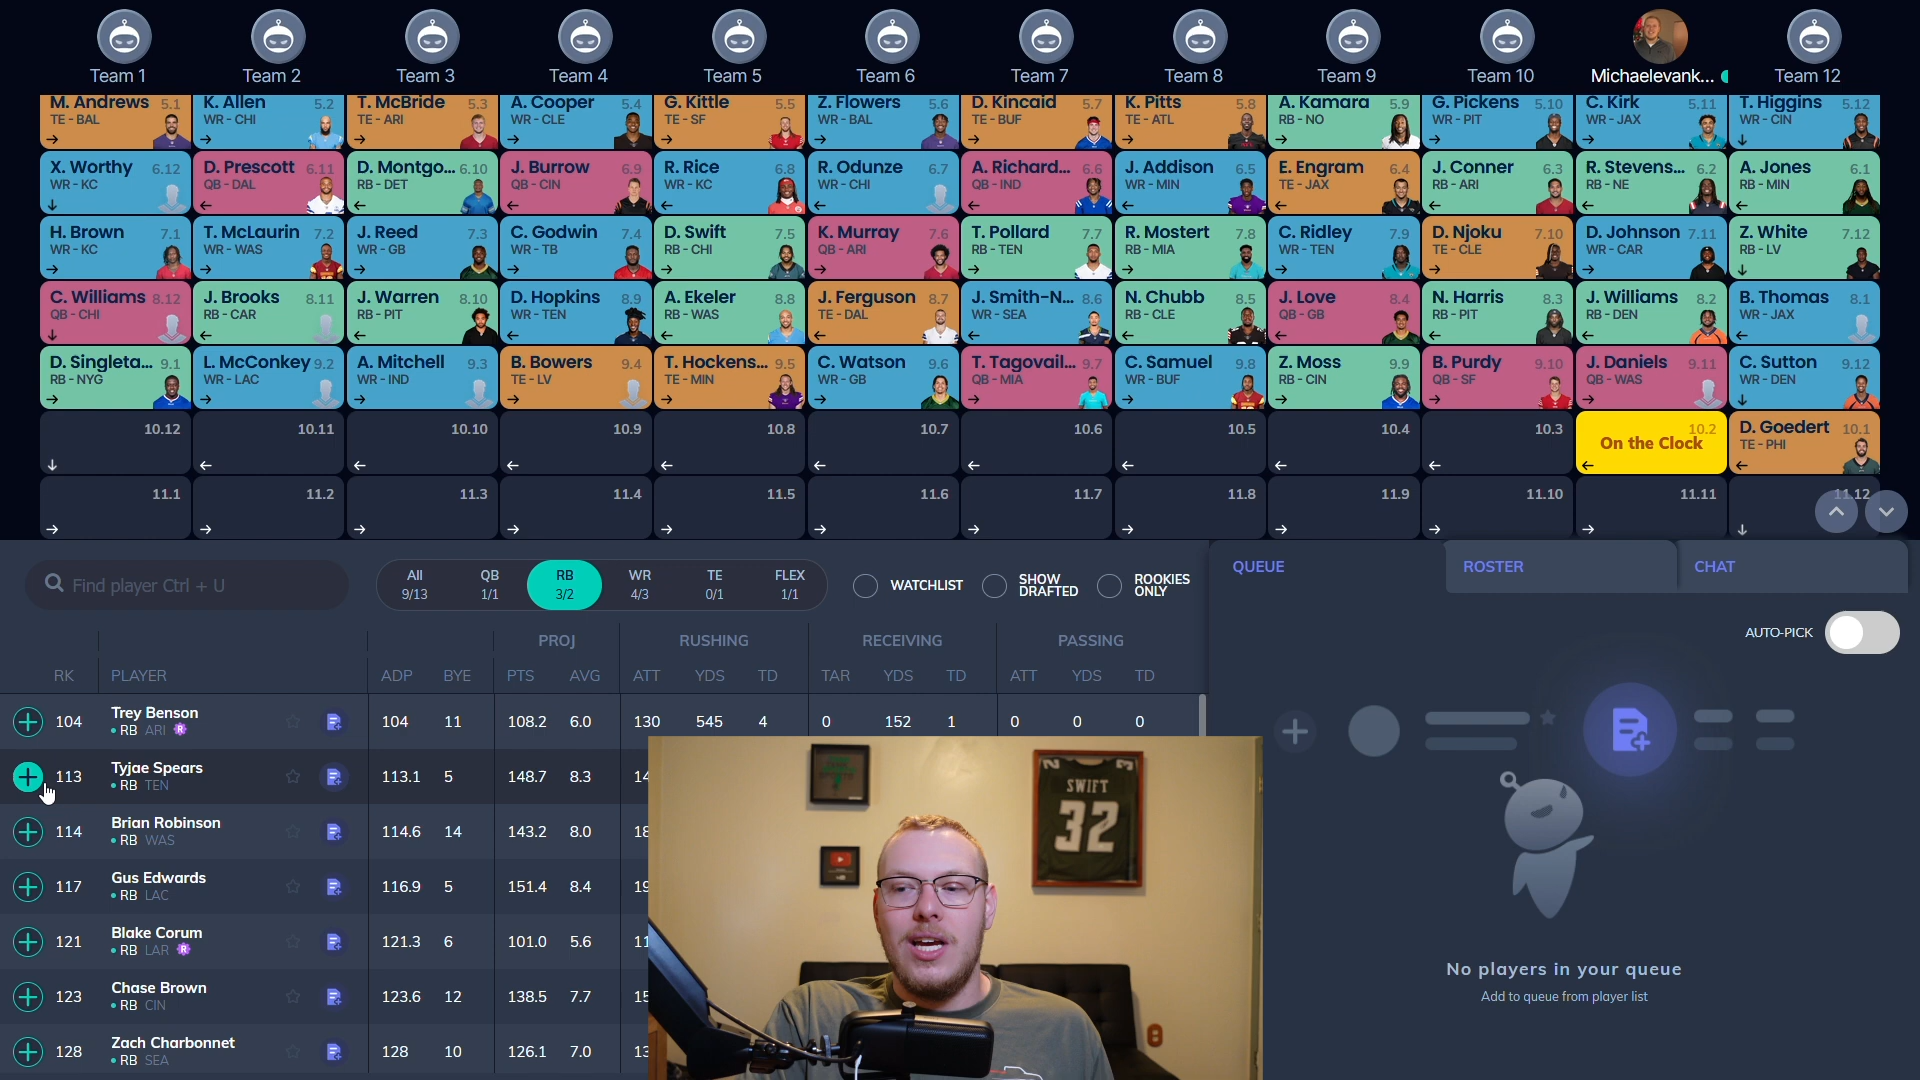 Team 1
Team 2
Team 3
Team 4
Team 5
Team 6
Team 7
Team 8
Team 9
Team 10
Michaelevank...
Team 12
M. Andrews 5.1
TE - BAL
K. Allen 5.2
WR - CHI
T. McBride 5.3
TE - ARI
A. Cooper 5.4
WR - CLE
G. Kittle 5.5
TE - SF
Z. Flowers 5.6
WR - BAL
D. Kincaid 5.7
TE - BUF
K. Pitts 5.8
TE - ATL
A. Kamara 5.9
RB - NO
G. Pickens 5.10
WR - PIT
C. Kirk 5.11
WR - JAX
T. Higgins 5.12
WR - CIN
X. Worthy 6.12
WR - KC
D. Prescott 6.11
QB - DAL
D. Montgo... 6.10
RB - DET
J. Burrow 6.9
QB - CIN
R. Rice 6.8
WR - KC
R. Odunze 6.7
WR - CHI
A. Richard... 6.6
QB - IND
J. Addison 6.5
WR - MIN
E. Engram 6.4
TE - JAX
J. Conner 6.3
RB - ARI
R. Stevens... 6.2
RB - NE
A. Jones 6.1
RB - MIN
H. Brown 7.1
WR - KC
T. McLaurin 7.2
WR - WAS
J. Reed 7.3
WR - GB
C. Godwin 7.4
WR - TB
D. Swift 7.5
RB - CHI
K. Murray 7.6
QB - ARI
T. Pollard 7.7
RB - TEN
R. Mostert 7.8
RB - MIA
C. Ridley 7.9
WR - TEN
D. Njoku 7.10
TE - CLE
D. Johnson 7.11
WR - CAR
Z. White 7.12
RB - LV
C. Williams 8.12
QB - CHI
J. Brooks 8.11
RB - CAR
J. Warren 8.10
RB - PIT
D. Hopkins 8.9
WR - TEN
A. Ekeler 8.8
RB - WAS
J. Ferguson 8.7
TE - DAL
J. Smith-N... 8.6
WR - SEA
N. Chubb 8.5
RB - CLE
J. Love 8.4
QB - GB
N. Harris 8.3
RB - PIT
J. Williams 8.2
RB - DEN
B. Thomas 8.1
WR - JAX
D. Singleta... 9.1
RB - NYG
L. McConkey 9.2
WR - LAC
A. Mitchell 9.3
WR - IND
B. Bowers 9.4
TE - LV
T. Hockens... 9.5
TE - MIN
C. Watson 9.6
WR - GB
T. Tagovail... 9.7
QB - MIA
C. Samuel 9.8
WR - BUF
Z. Moss 9.9
RB - CIN
B. Purdy 9.10
QB - SF
J. Daniels 9.11
QB - WAS
C. Sutton 9.12
WR - DEN
10.12
10.11
10.10
10.9
10.8
10.7
10.6
10.5
10.4
10.3
10.2
On the Clock
D. Goedert 10.1
TE - PHI
11.1
11.2
11.3
11.4
11.5
11.6
11.7
11.8
11.9
11.10
11.11
11.12
Find player Ctrl + U
All
9/13
QB
1/1
RB
3/2
WR
4/3
TE
0/1
FLEX
1/1
WATCHLIST
SHOW
DRAFTED
ROOKIES
ONLY
QUEUE
ROSTER
CHAT
AUTO-PICK
PROJ RUSHING RECEIVING PASSING
RK PLAYER ADP BYE PTS AVG ATT YDS TD TAR YDS TD ATT YDS TD
104 Trey Benson 104 11 108.2 6.0 130 545 4 0 152 1 0 0 0
RB ARI R
113 Tyjae Spears 113.1 5 148.7 8.3 14
RB TEN
114 Brian Robinson 114.6 14 143.2 8.0 18
RB WAS
117 Gus Edwards 116.9 5 151.4 8.4 19
RB LAC
121 Blake Corum 121.3 6 101.0 5.6 11
RB LAR R
123 Chase Brown 123.6 12 138.5 7.7 15
RB CIN
128 Zach Charbonnet 128 10 126.1 7.0 13
RB SEA
SWIFT
32
No players in your queue
Add to queue from player list